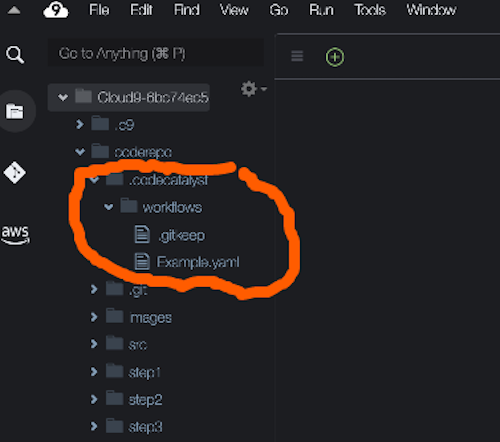 9 File Edit Find View Go Run Tools Window
Go to Anything (⌘ P)
Cloud9-6bc74ec5
.c9
coderepo
.codecatalyst
workflows
.gitkeep
Example.yaml
aws
.git
images
src
step1
step2
step3